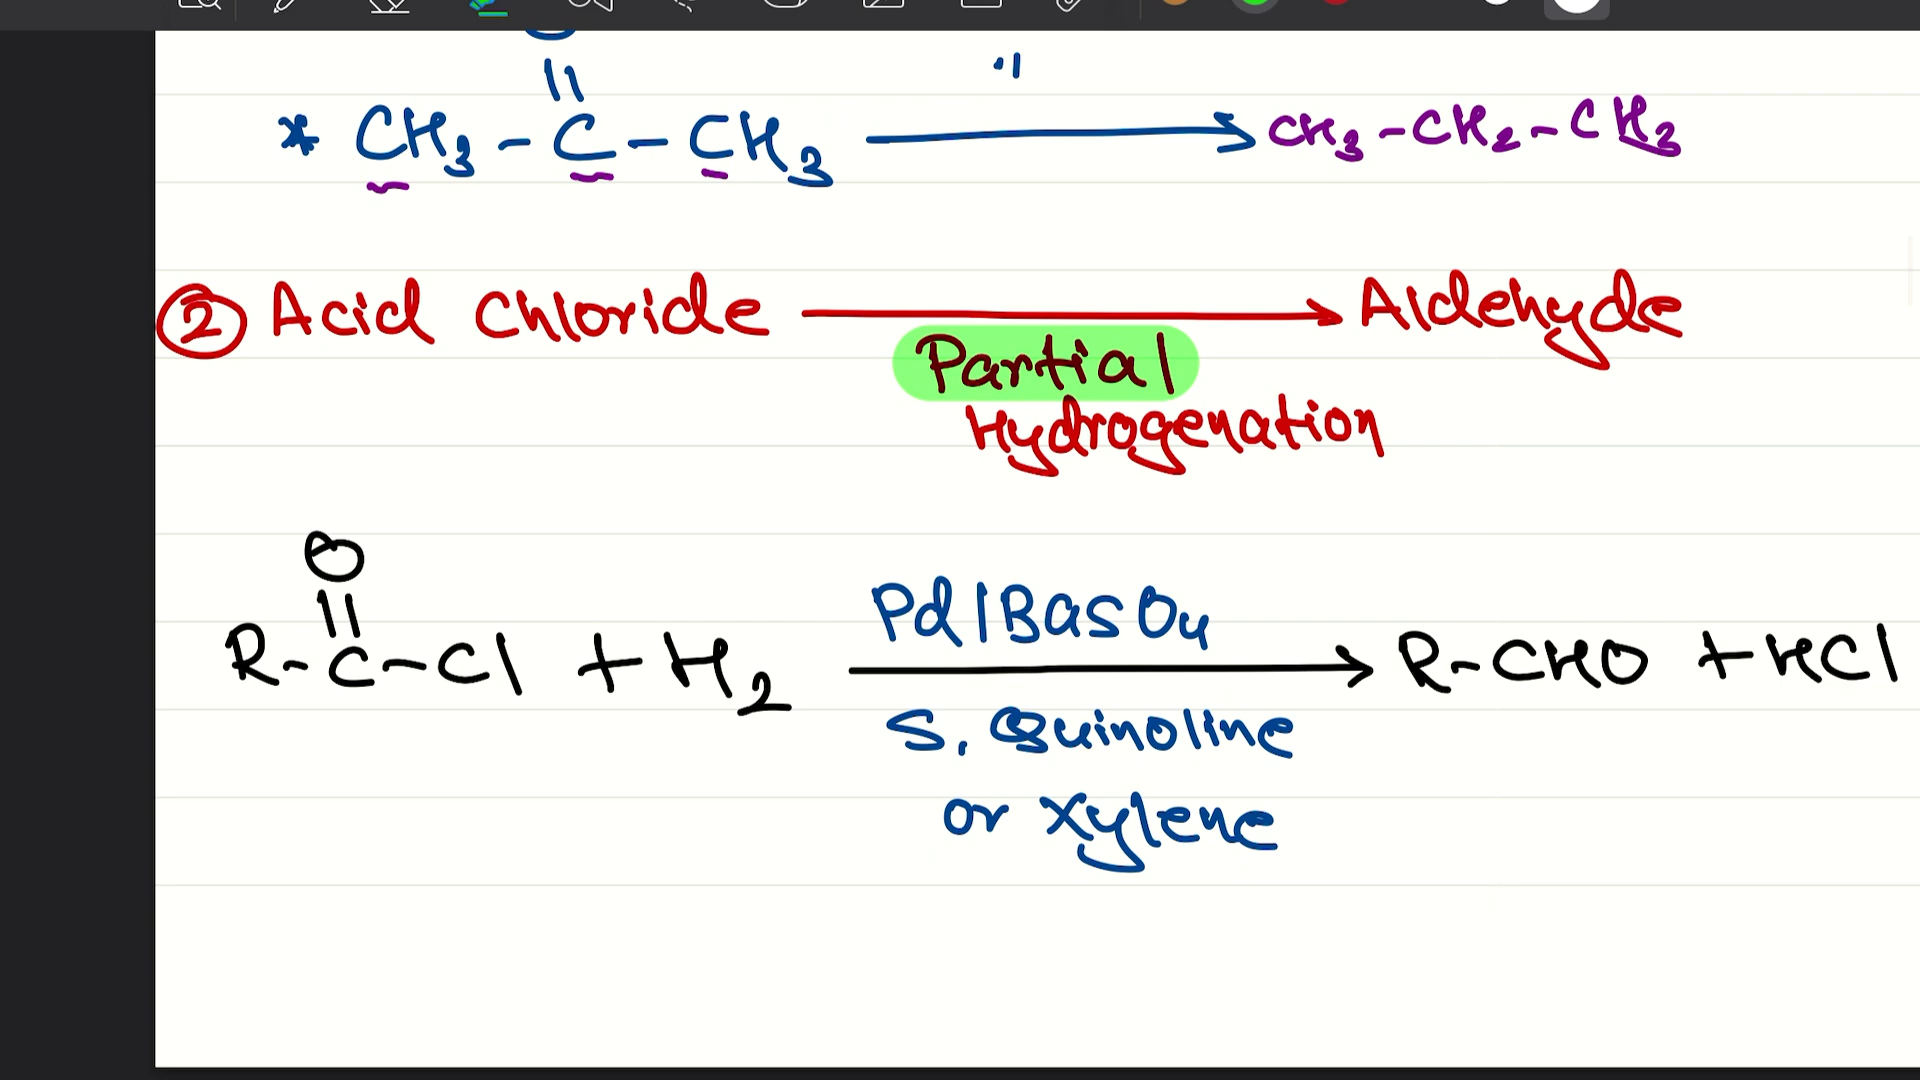 O
||
"
* CH3 - C - CH3 → CH3 - CH2 - CH3
② Acid Chloride → Aldehyde
Partial
Hydrogenation
O
||
R - C - Cl + H2 → R - CHO + HCl
Pd/BaSO4
S, Quinoline
or Xylene